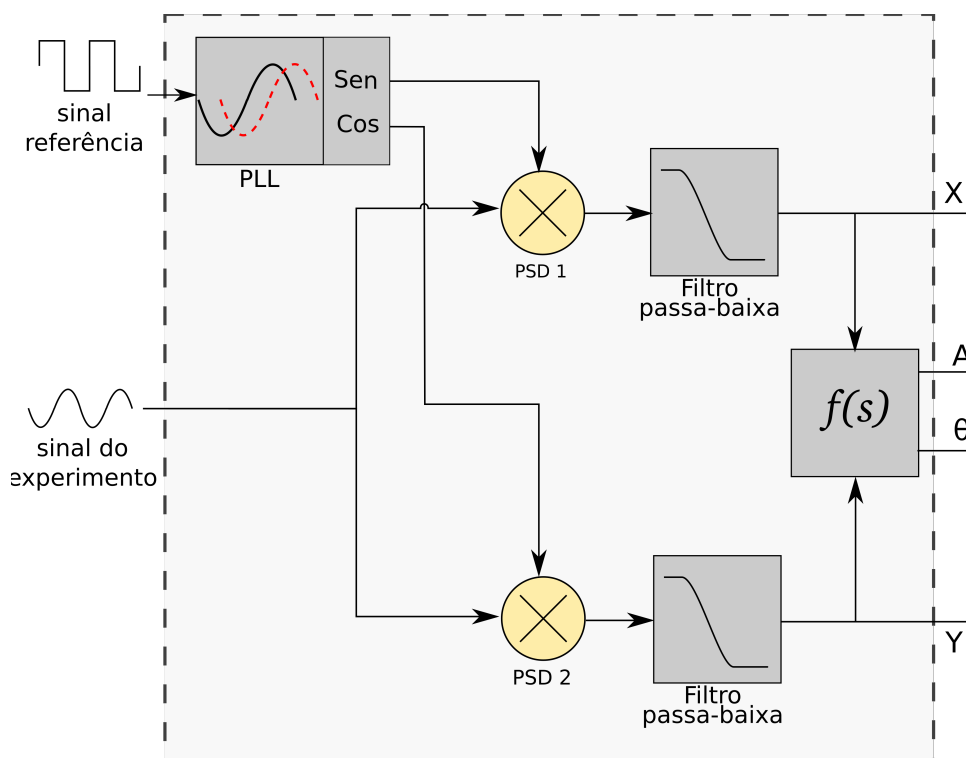 sinal
referência
Sen
Cos
PLL
PSD 1
Filtro
passa-baixa
X
sinal do
experimento
f(s)
A
θ
PSD 2
Filtro
passa-baixa
Y